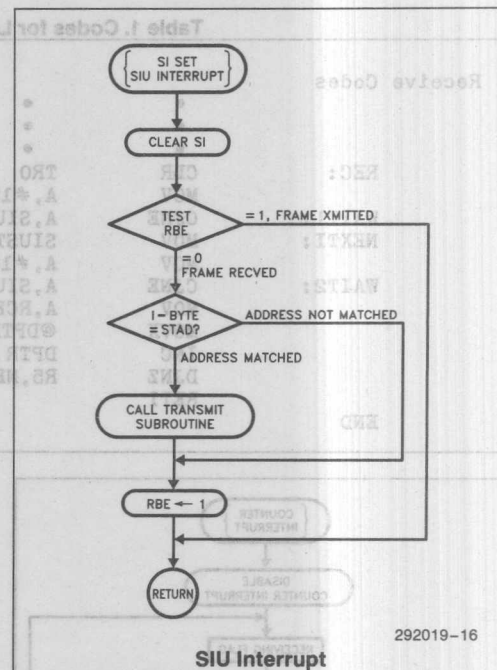 SI SET
SIU INTERRUPT
CLEAR SI
TEST
RBE
= 1, FRAME XMITTED
=0
FRAME RECVED
I – BYTE
= STAD?
ADDRESS NOT MATCHED
ADDRESS MATCHED
CALL TRANSMIT
SUBROUTINE
RBE ← 1
RETURN
292019–16
SIU Interrupt